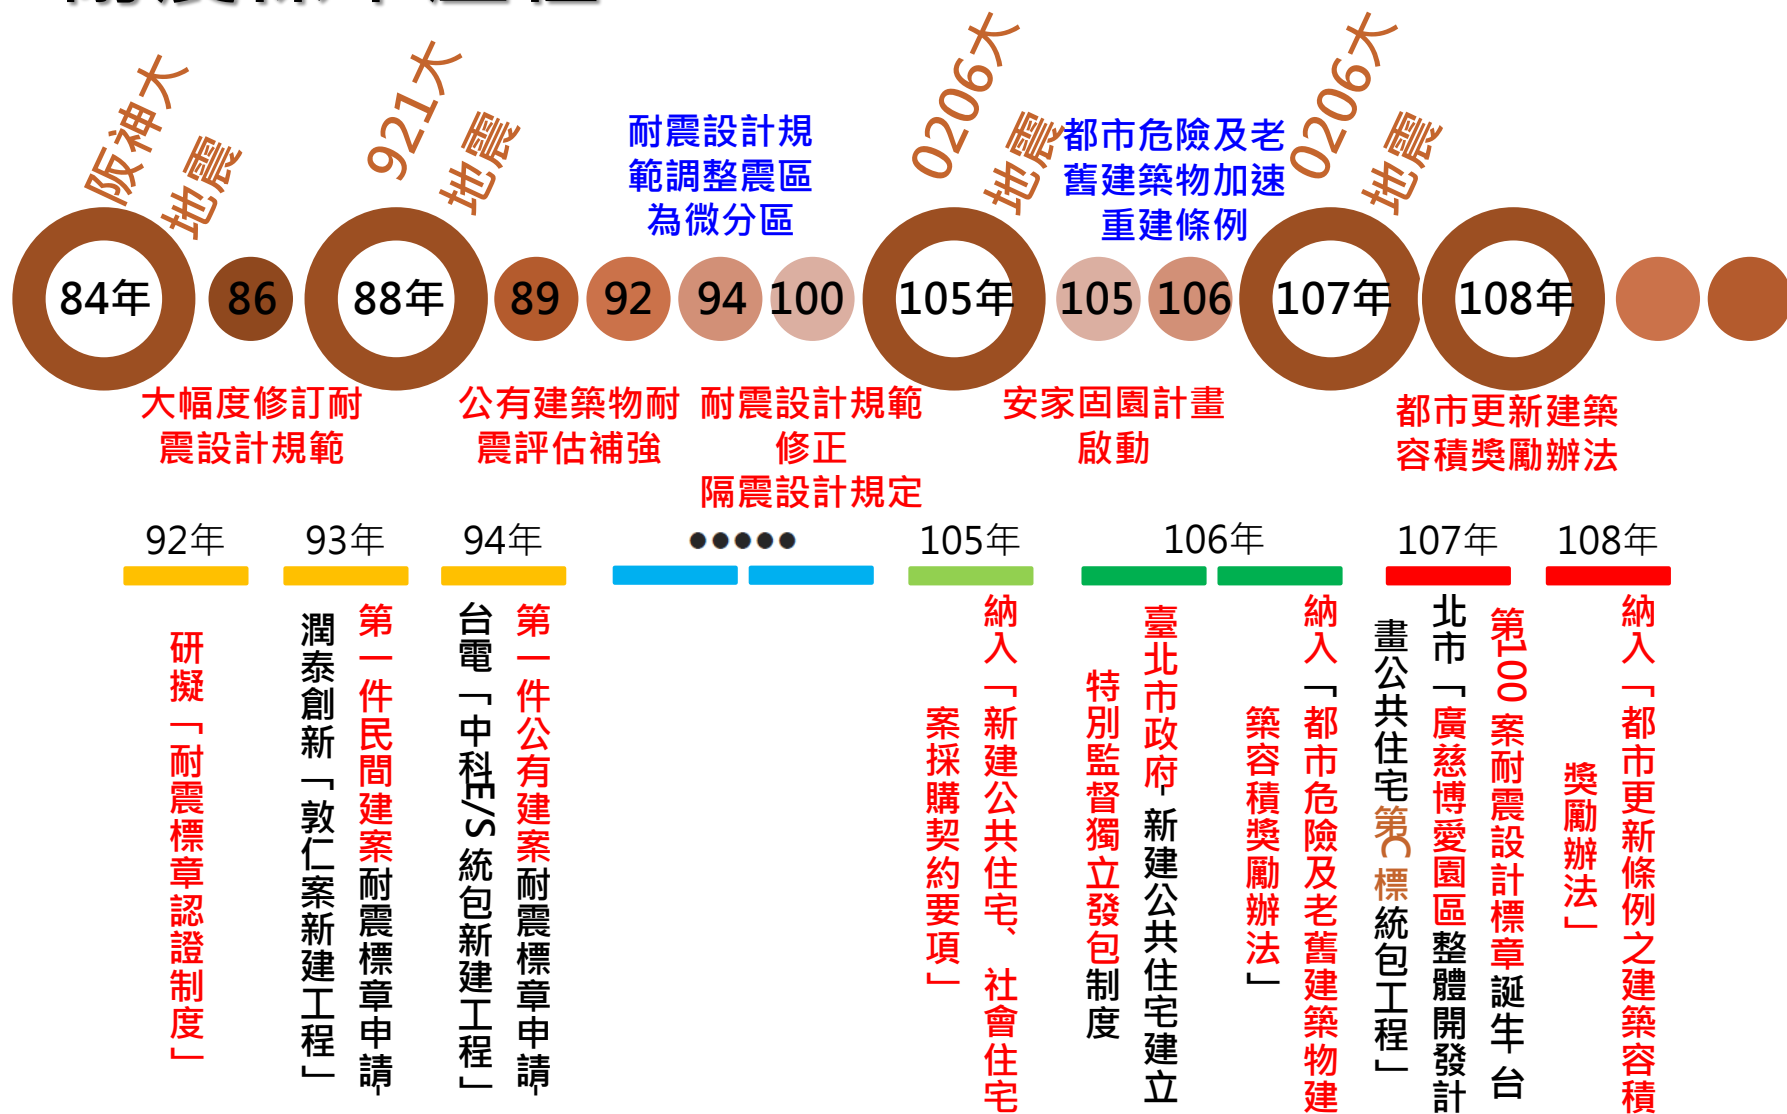 阪神大
地震
921大
地震
耐震設計規
範調整震區
為微分區
0206大
地震
都市危險及老
舊建築物加速
重建條例
0206大
地震
84年
86
88年
89
92
94
100
105年
105
106
107年
108年
大幅度修訂耐
震設計規範
公有建築物耐
震評估補強
耐震設計規範
修正
隔震設計規定
安家固園計畫
啟動
都市更新建築
容積獎勵辦法
92年
93年
94年
●●●●●
105年
106年
107年
108年
研擬「耐震標章認證制度」
第一件民間建案耐震標章申請-
潤泰創新「敦仁案新建工程」
第一件公有建案耐震標章申請-
台電「中科E/S統包新建工程」
納入「新建公共住宅、社會住宅
案採購契約要項」
臺北市政府-新建公共住宅建立
特別監督獨立發包制度
納入「都市危險及老舊建築物建
築容積獎勵辦法」
第100案耐震設計標章誕生-台
北市「廣慈博愛園區整體開發計
畫公共住宅第C標統包工程」
納入「都市更新條例之建築容積
獎勵辦法」